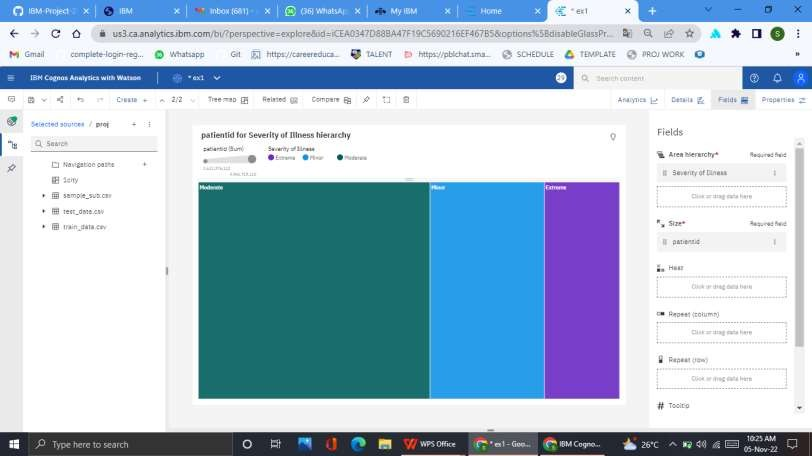 IBM-Project-2
IBM
Inbox (681) -
(36) WhatsApp
My IBM
Home
* ex1
us3.ca.analytics.ibm.com/bi/?perspective=explore&id=iCEA0347D88BA47F19C5690216EF467B5&options%5BdisableGlassPr...
Gmail
complete-login-reg...
Whatsapp
Git
https://careereduca...
TALENT
https://pblchat.sma...
SCHEDULE
TEMPLATE
PROJ WORK
IBM Cognos Analytics with Watson
* ex1
Search content
Create
2/2
Tree map
Related
Compare
Analytics
Details
Fields
Properties
Selected sources / proj
Search
Navigation paths
$city
sample_sub.csv
test_data.csv
train_data.csv
patientid for Severity of Illness hierarchy
patientid (Sum)
Severity of Illness
Extreme
Minor
Moderate
Moderate
Minor
Extreme
Fields
Area hierarchy*
Required field
Severity of Illness
Click or drag data here
Size*
Required field
patientid
Heat
Click or drag data here
Repeat (column)
Click or drag data here
Repeat (row)
Click or drag data here
Tooltip
Type here to search
WPS Office
* ex1 - Goo...
IBM Cogno...
26°C
ENG
10:25 AM
05-Nov-22